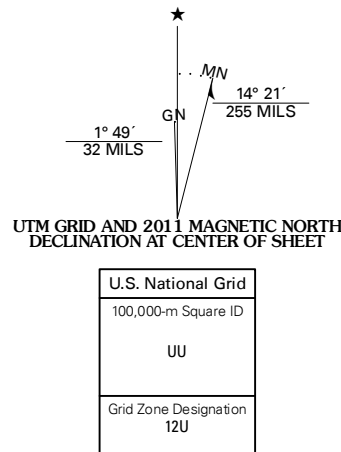 ★
MN
GN
14° 21´
255 MILS
1° 49´
32 MILS
UTM GRID AND 2011 MAGNETIC NORTH
DECLINATION AT CENTER OF SHEET
U.S. National Grid
100,000-m Square ID
UU
Grid Zone Designation
12U